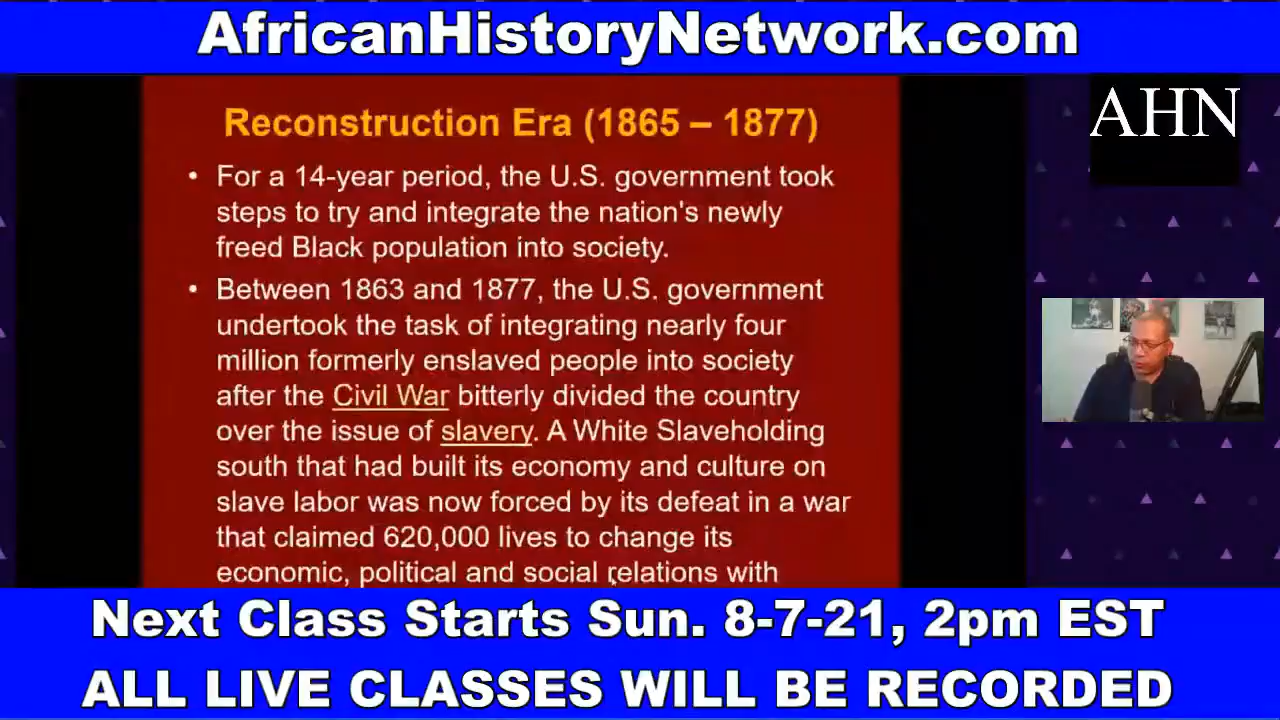 AfricanHistoryNetwork.com
AHN
Reconstruction Era (1865 – 1877)
• For a 14-year period, the U.S. government took
steps to try and integrate the nation's newly
freed Black population into society.
• Between 1863 and 1877, the U.S. government
undertook the task of integrating nearly four
million formerly enslaved people into society
after the Civil War bitterly divided the country
over the issue of slavery. A White Slaveholding
south that had built its economy and culture on
slave labor was now forced by its defeat in a war
that claimed 620,000 lives to change its
economic, political and social relations with
Next Class Starts Sun. 8-7-21, 2pm EST
ALL LIVE CLASSES WILL BE RECORDED